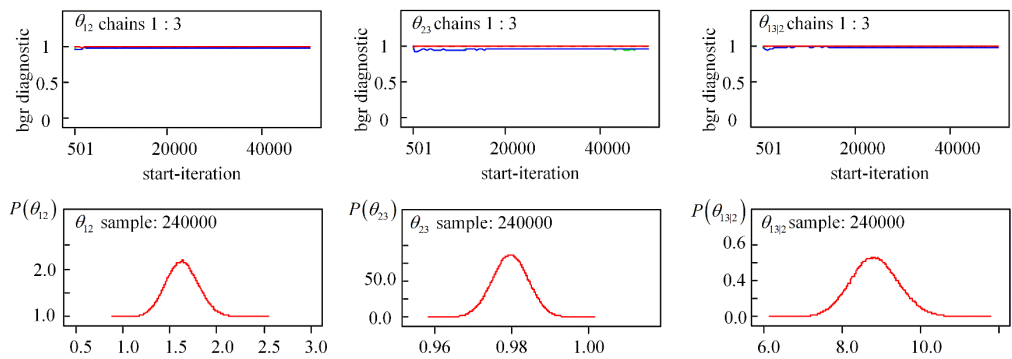 θ₁₂ chains 1 : 3
bgr diagnostic
1
0.5
0
501 20000 40000
start-iteration
θ₂₃ chains 1 : 3
bgr diagnostic
1
0.5
0
501 20000 40000
start-iteration
θ₁₃|₂ chains 1 : 3
bgr diagnostic
1
0.5
0
501 20000 40000
start-iteration
P(θ₁₂)
θ₁₂ sample: 240000
2.0
1.0
0.5 1.0 1.5 2.0 2.5 3.0
P(θ₂₃)
θ₂₃ sample: 240000
50.0
0.0
0.96 0.98 1.00
P(θ₁₃|₂)
θ₁₃|₂ sample: 240000
0.6
0.4
0.0
6.0 8.0 10.0